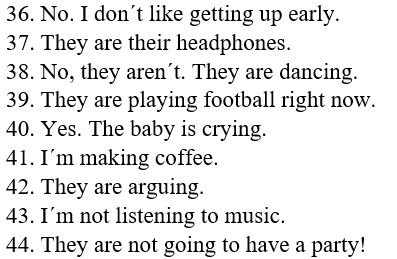 36. No. I don´t like getting up early.
37. They are their headphones.
38. No, they aren´t. They are dancing.
39. They are playing football right now.
40. Yes. The baby is crying.
41. I´m making coffee.
42. They are arguing.
43. I´m not listening to music.
44. They are not going to have a party!